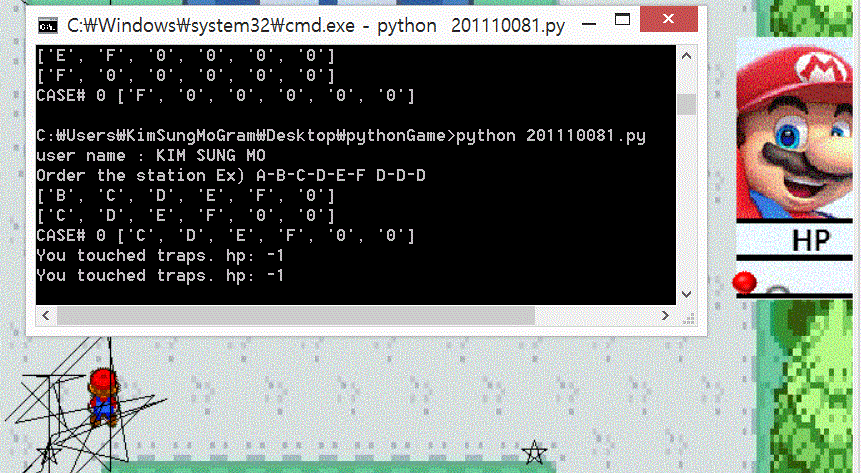 C:₩Windows₩system32₩cmd.exe - python  201110081.py
['E', 'F', '0', '0', '0', '0']
['F', '0', '0', '0', '0', '0']
CASE# 0 ['F', '0', '0', '0', '0', '0']
C:₩Users₩KimSungMoGram₩Desktop₩pythonGame>python 201110081.py
user name : KIM SUNG MO
Order the station Ex) A-B-C-D-E-F D-D-D
['B', 'C', 'D', 'E', 'F', '0']
['C', 'D', 'E', 'F', '0', '0']
CASE# 0 ['C', 'D', 'E', 'F', '0', '0']
You touched traps. hp: -1
You touched traps. hp: -1
M
HP